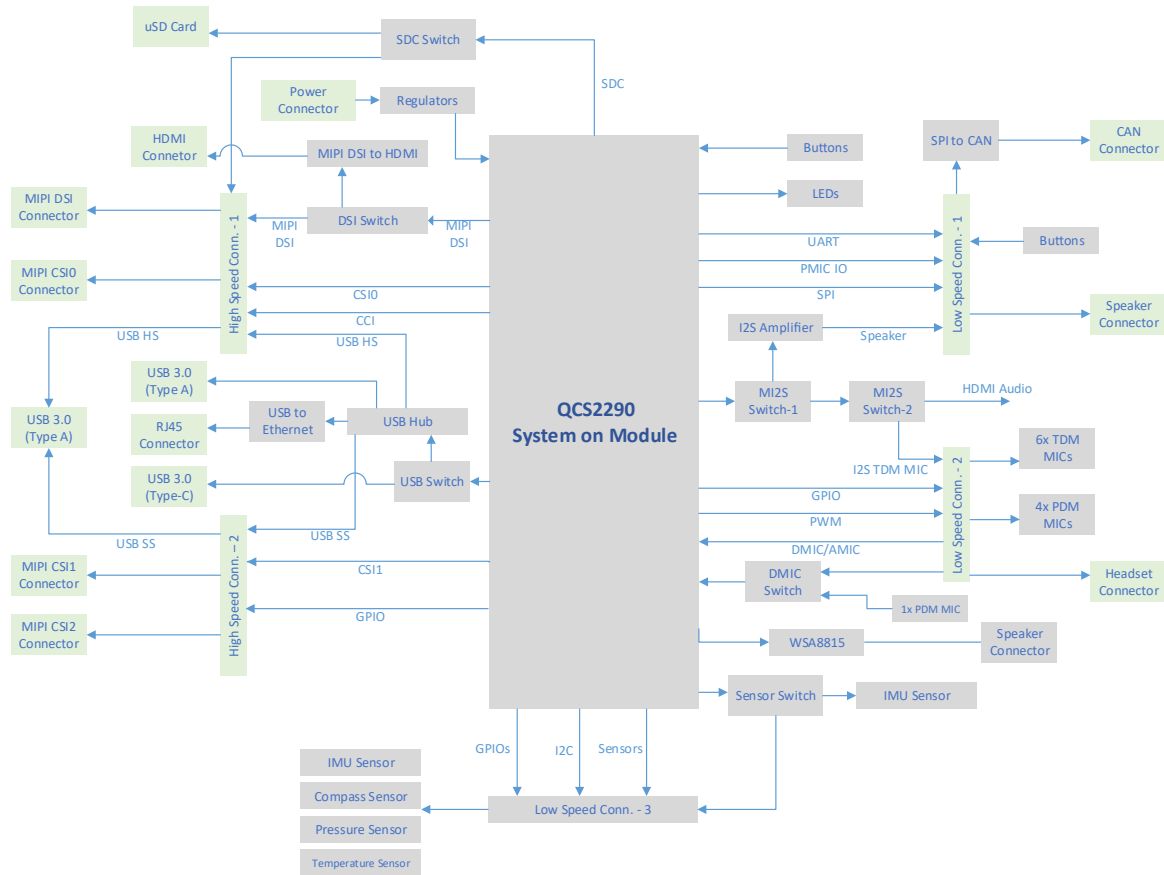 uSD Card
SDC Switch
SDC
Power
Connector
Regulators
HDMI
Connetor
MIPI DSI to HDMI
Buttons
SPI to CAN
CAN
Connector
LEDs
MIPI DSI
Connector
High Speed Conn. - 1
MIPI
DSI
DSI Switch
MIPI
DSI
UART
Low Speed Conn. - 1
Buttons
PMIC IO
MIPI CSI0
Connector
CSI0
SPI
CCI
USB HS
USB HS
I2S Amplifier
Speaker
Speaker
Connector
USB 3.0
(Type A)
USB 3.0
(Type A)
USB to
Ethernet
USB Hub
RJ45
Connector
QCS2290
System on Module
MI2S
Switch-1
MI2S
Switch-2
HDMI Audio
USB 3.0
(Type-C)
USB Switch
I2S TDM MIC
6x TDM
MICs
GPIO
Low Speed Conn. - 2
4x PDM
MICs
PWM
USB SS
USB SS
High Speed Conn. – 2
DMIC/AMIC
MIPI CSI1
Connector
CSI1
DMIC
Switch
Headset
Connector
1x PDM MIC
GPIO
MIPI CSI2
Connector
WSA8815
Speaker
Connector
Sensor Switch
IMU Sensor
GPIOs
I2C
Sensors
IMU Sensor
Compass Sensor
Low Speed Conn. - 3
Pressure Sensor
Temperature Sensor